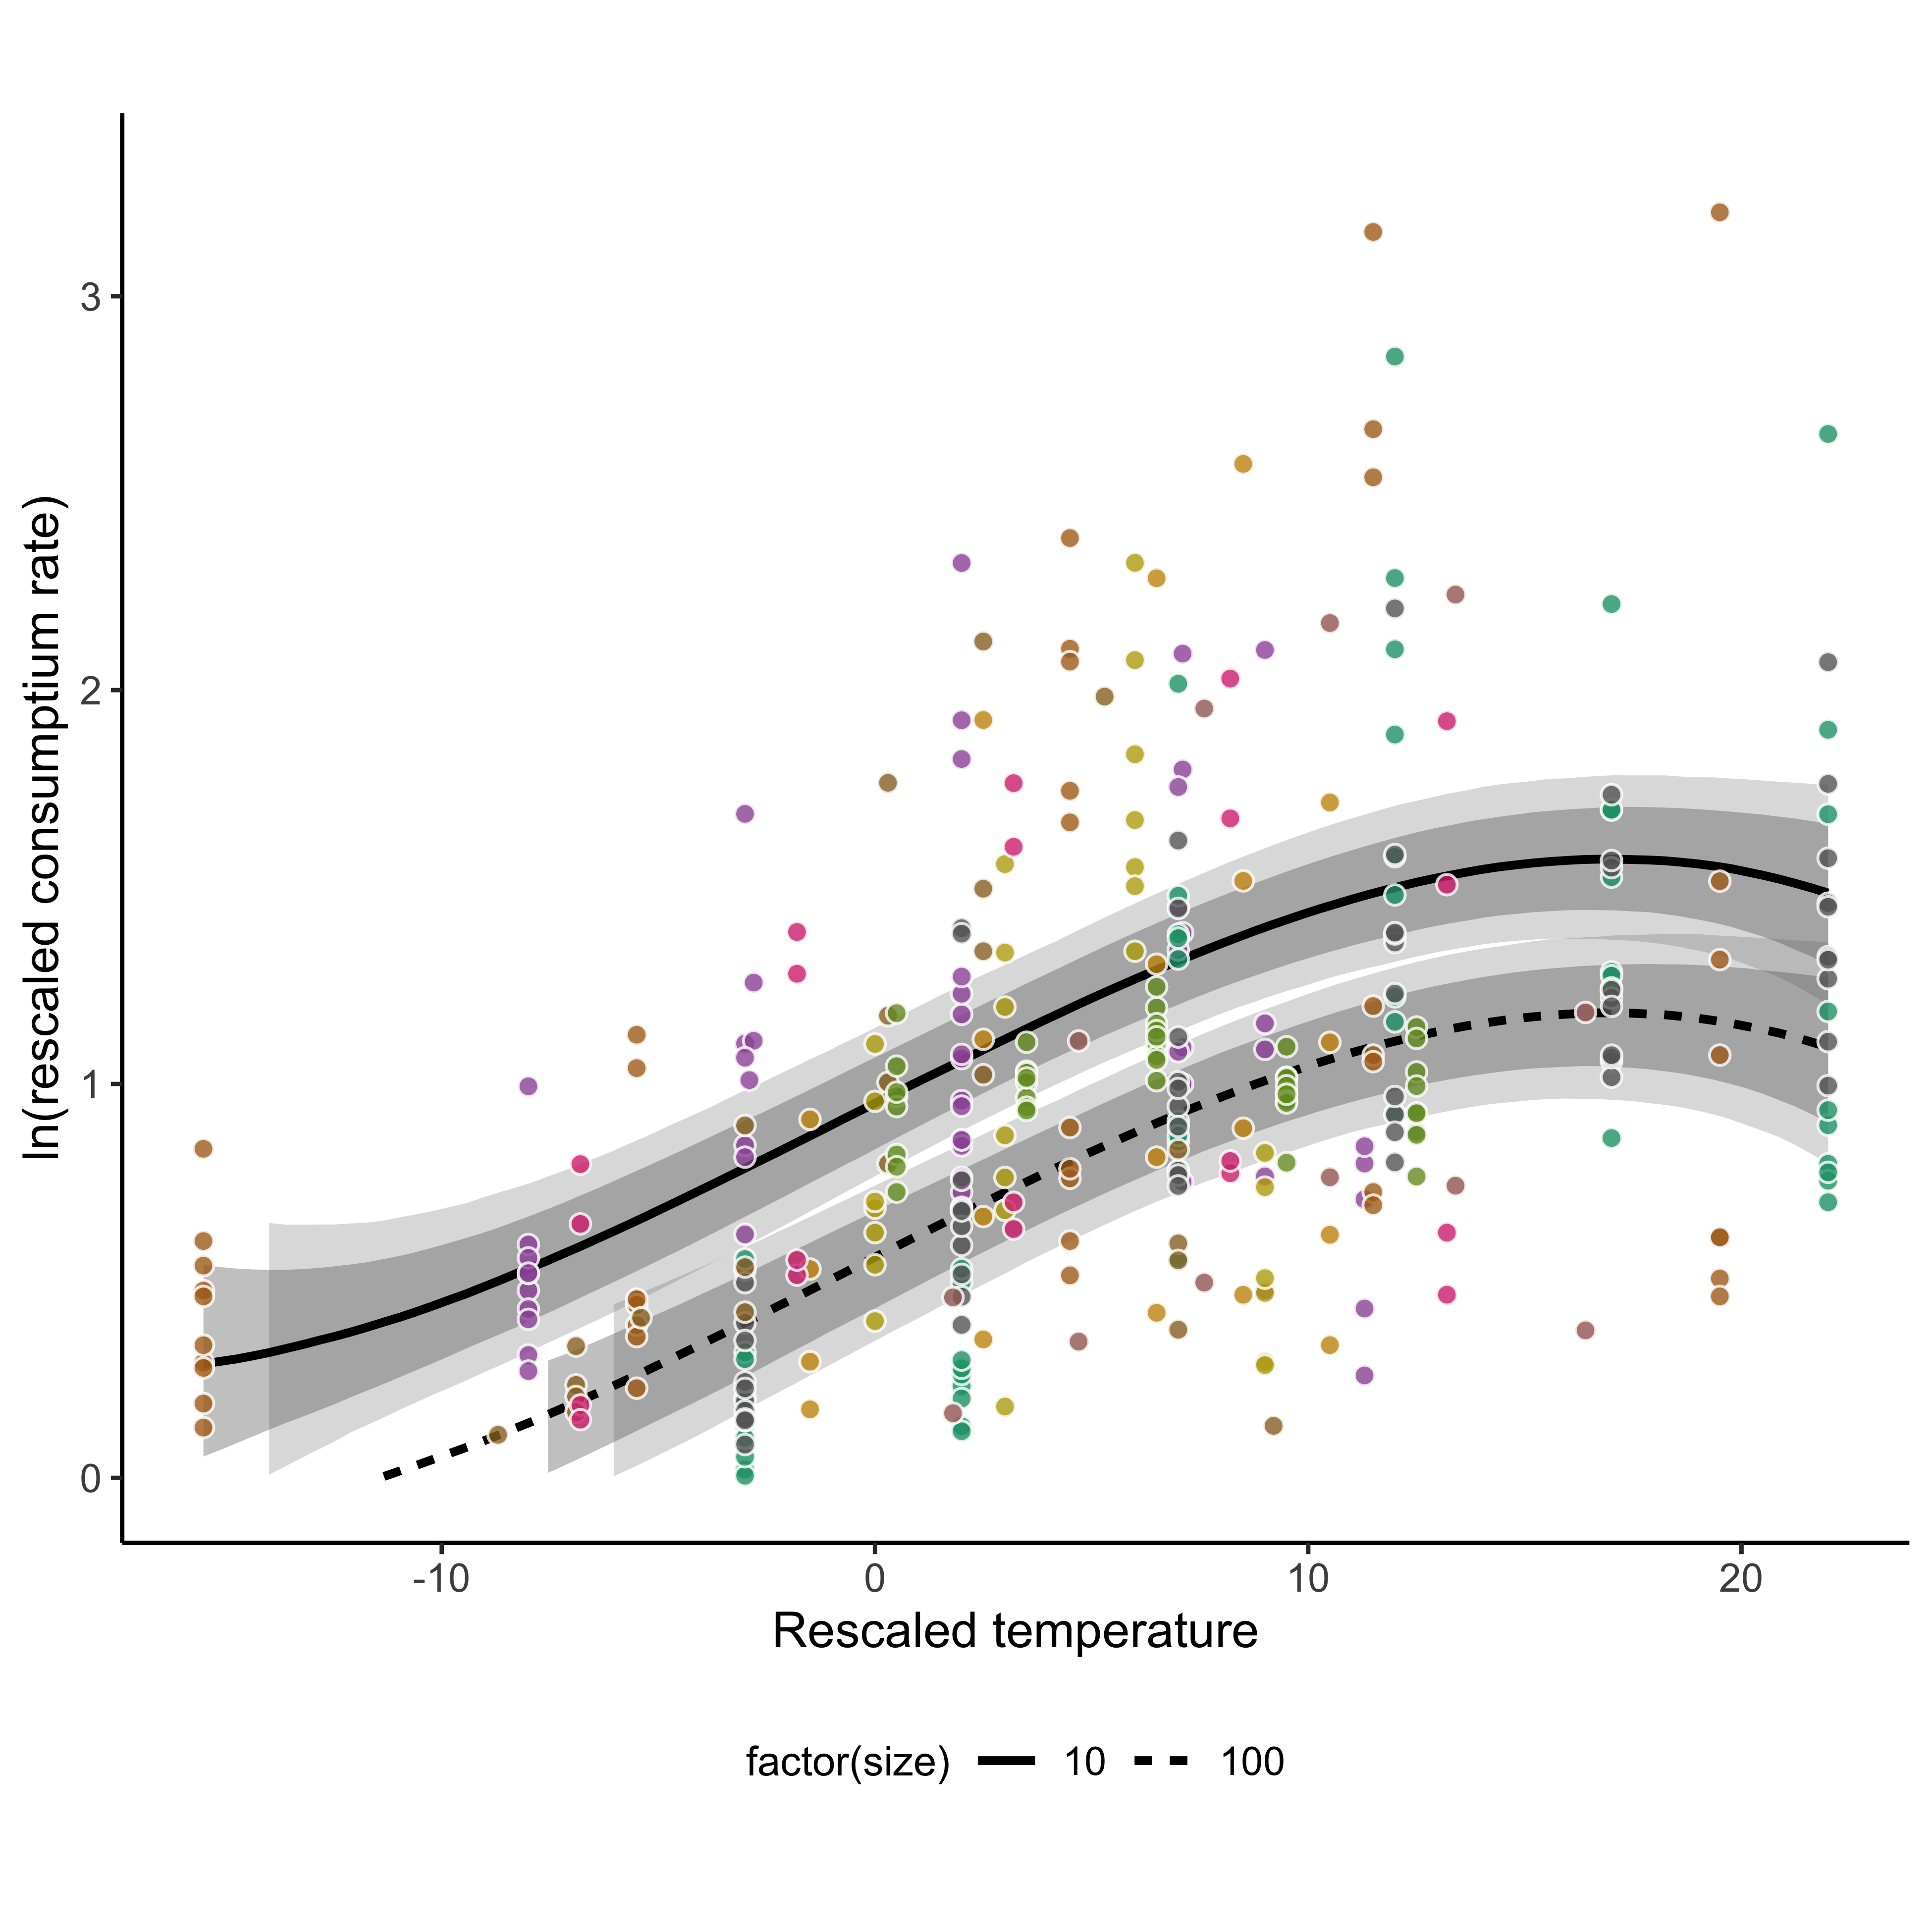 ln(rescaled consumptium rate)
3
2
1
0
-10 0 10 20
Rescaled temperature
factor(size) 10 100